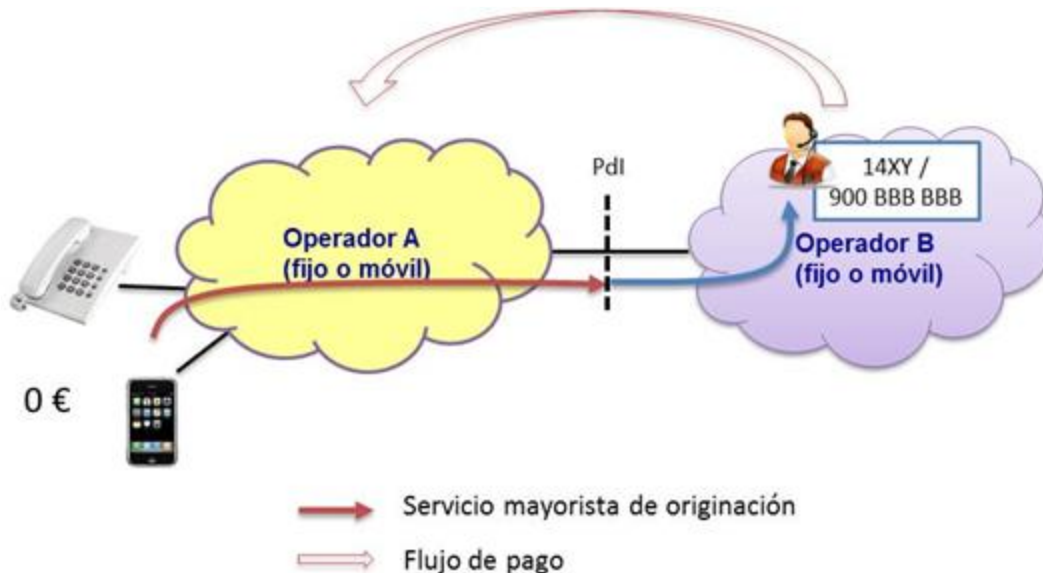 PdI
14XY /
900 BBB BBB
Operador A
(fijo o móvil)
Operador B
(fijo o móvil)
0 €
Servicio mayorista de originación
Flujo de pago